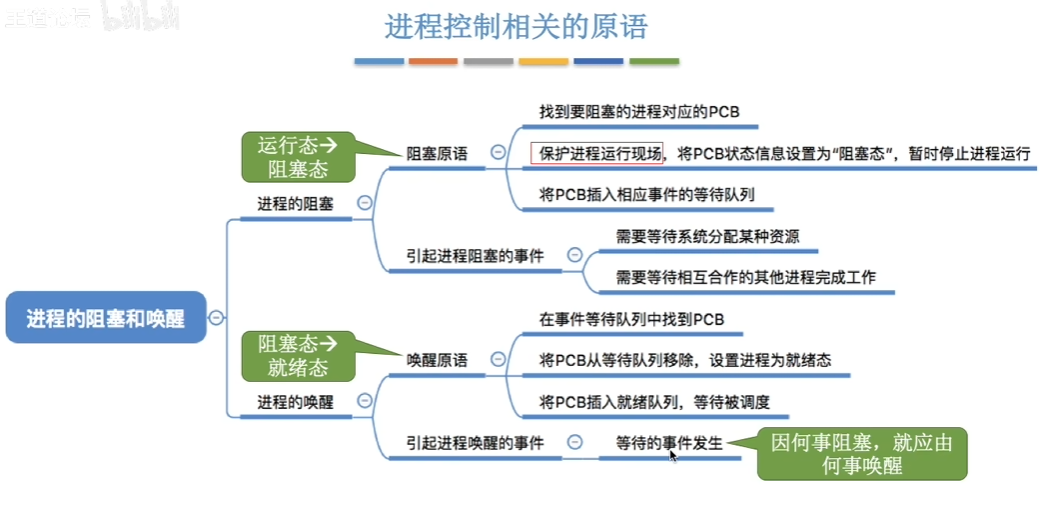 bilibili
进程控制相关的原语
进程的阻塞和唤醒
进程的阻塞
运行态→
阻塞态
阻塞原语
找到要阻塞的进程对应的PCB
保护进程运行现场，将PCB状态信息设置为“阻塞态”，暂时停止进程运行
将PCB插入相应事件的等待队列
引起进程阻塞的事件
需要等待系统分配某种资源
需要等待相互合作的其他进程完成工作
进程的唤醒
阻塞态→
就绪态
唤醒原语
在事件等待队列中找到PCB
将PCB从等待队列移除，设置进程为就绪态
将PCB插入就绪队列，等待被调度
引起进程唤醒的事件
等待的事件发生
因何事阻塞，就应由
何事唤醒